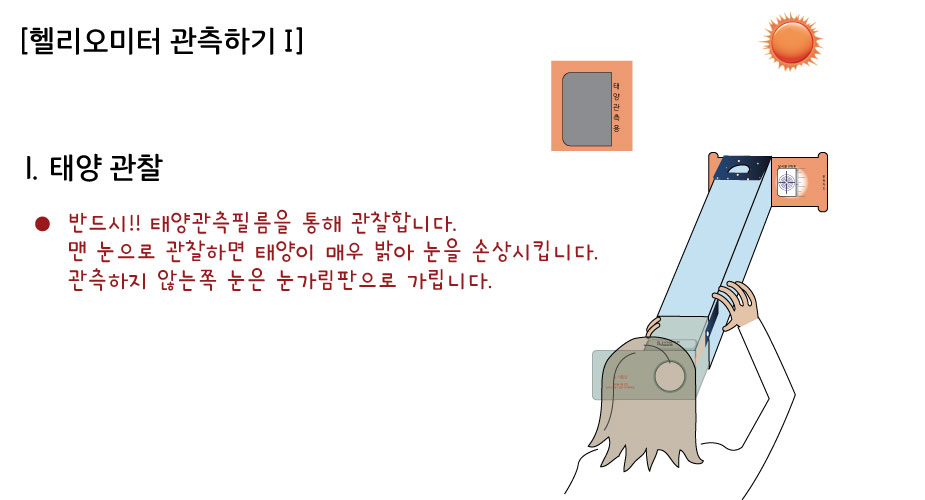 [헬리오미터 관측하기 I]
태양관측용
I. 태양 관찰
● 반드시!! 태양관측필름을 통해 관찰합니다.
맨 눈으로 관찰하면 태양이 매우 밝아 눈을 손상시킵니다.
관측하지 않는쪽 눈은 눈가림판으로 가립니다.